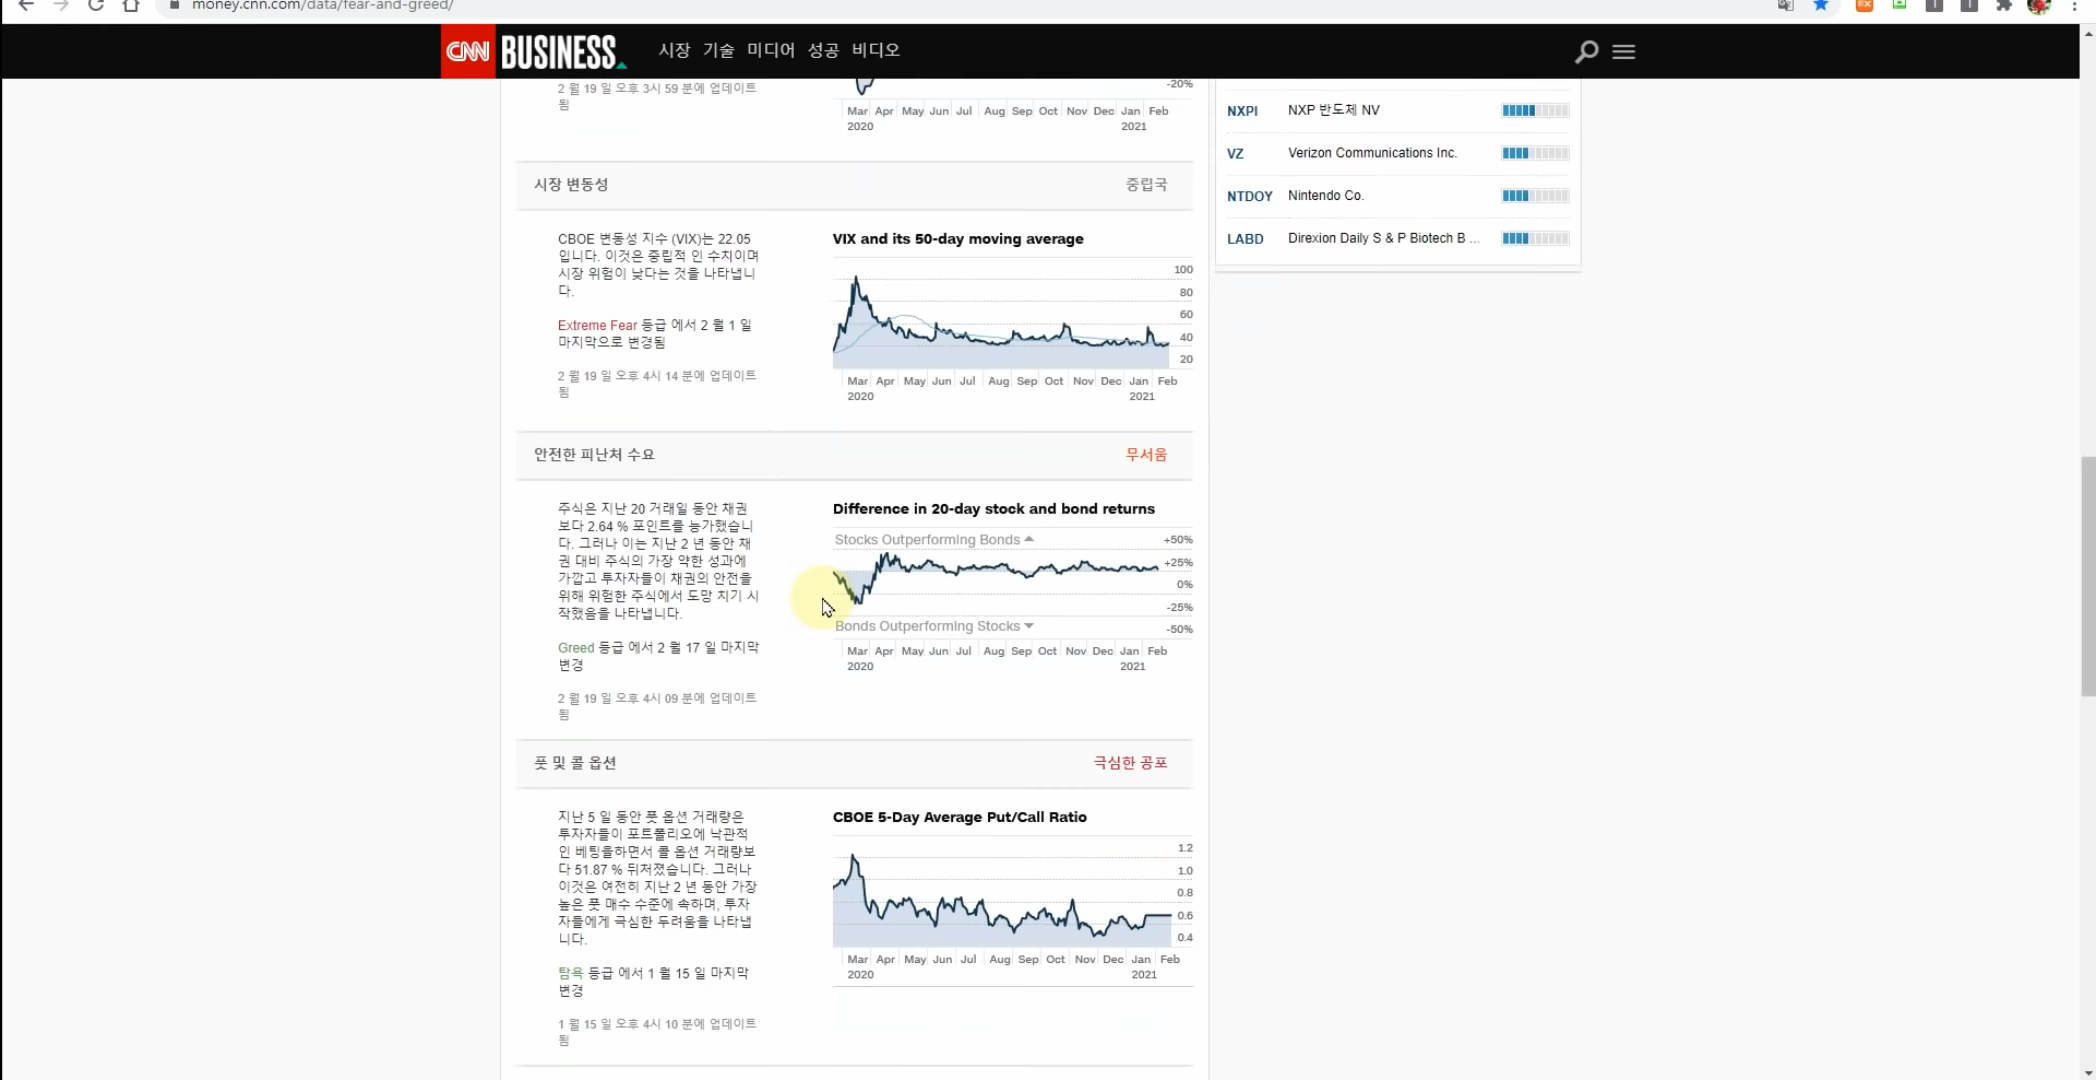 money.cnn.com/data/fear-and-greed/
CNN BUSINESS 시장 기술 미디어 성공 비디오
2 월 19 일 오후 3시 59 분에 업데이트
됨
-20%
Mar Apr May Jun Jul Aug Sep Oct Nov Dec Jan Feb
2020 2021
시장 변동성 중립국
CBOE 변동성 지수 (VIX)는 22.05
입니다. 이것은 중립적 인 수치이며
시장 위험이 낮다는 것을 나타냅니
다.
Extreme Fear 등급 에서 2 월 1 일
마지막으로 변경됨
2 월 19 일 오후 4시 14 분에 업데이트
됨
VIX and its 50-day moving average
100
80
60
40
20
Mar Apr May Jun Jul Aug Sep Oct Nov Dec Jan Feb
2020 2021
안전한 피난처 수요 무서움
주식은 지난 20 거래일 동안 채권
보다 2.64 % 포인트를 능가했습니
다. 그러나 이는 지난 2 년 동안 채
권 대비 주식의 가장 약한 성과에
가깝고 투자자들이 채권의 안전을
위해 위험한 주식에서 도망 치기 시
작했음을 나타냅니다.
Greed 등급 에서 2 월 17 일 마지막
변경
2 월 19 일 오후 4시 09 분에 업데이트
됨
Difference in 20-day stock and bond returns
Stocks Outperforming Bonds
+50%
+25%
0%
-25%
Bonds Outperforming Stocks
-50%
Mar Apr May Jun Jul Aug Sep Oct Nov Dec Jan Feb
2020 2021
풋 및 콜 옵션 극심한 공포
지난 5 일 동안 풋 옵션 거래량은
투자자들이 포트폴리오에 낙관적
인 베팅을하면서 콜 옵션 거래량보
다 51.87 % 뒤처졌습니다. 그러나
이것은 여전히 지난 2 년 동안 가장
높은 풋 매수 수준에 속하며, 투자
자들에게 극심한 두려움을 나타냅
니다.
탐욕 등급 에서 1 월 15 일 마지막
변경
1 월 15 일 오후 4시 10 분에 업데이트
됨
CBOE 5-Day Average Put/Call Ratio
1.2
1.0
0.8
0.6
0.4
Mar Apr May Jun Jul Aug Sep Oct Nov Dec Jan Feb
2020 2021
NXPI NXP 반도체 NV
VZ Verizon Communications Inc.
NTDOY Nintendo Co.
LABD Direxion Daily S & P Biotech B ...